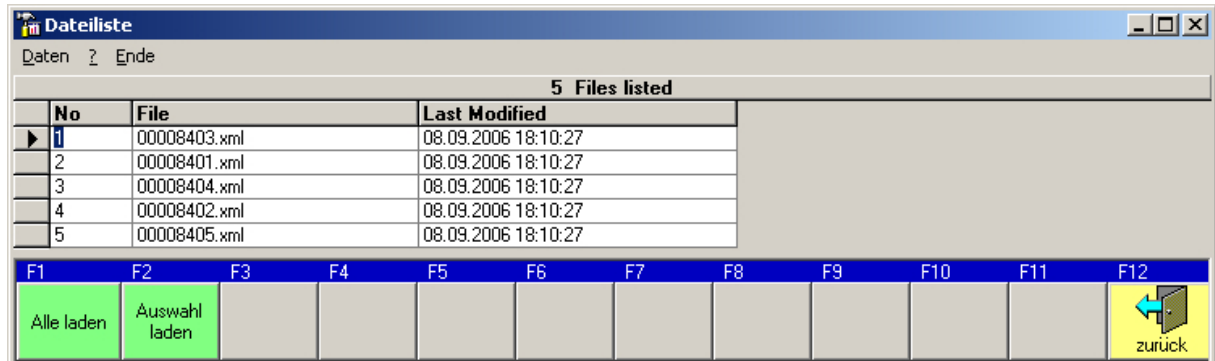 Dateiliste
Daten ? Ende
5 Files listed
No File Last Modified
1 00008403.xml 08.09.2006 18:10:27
2 00008401.xml 08.09.2006 18:10:27
3 00008404.xml 08.09.2006 18:10:27
4 00008402.xml 08.09.2006 18:10:27
5 00008405.xml 08.09.2006 18:10:27
F1 F2 F3 F4 F5 F6 F7 F8 F9 F10 F11 F12
Alle laden
Auswahl
laden
zurück